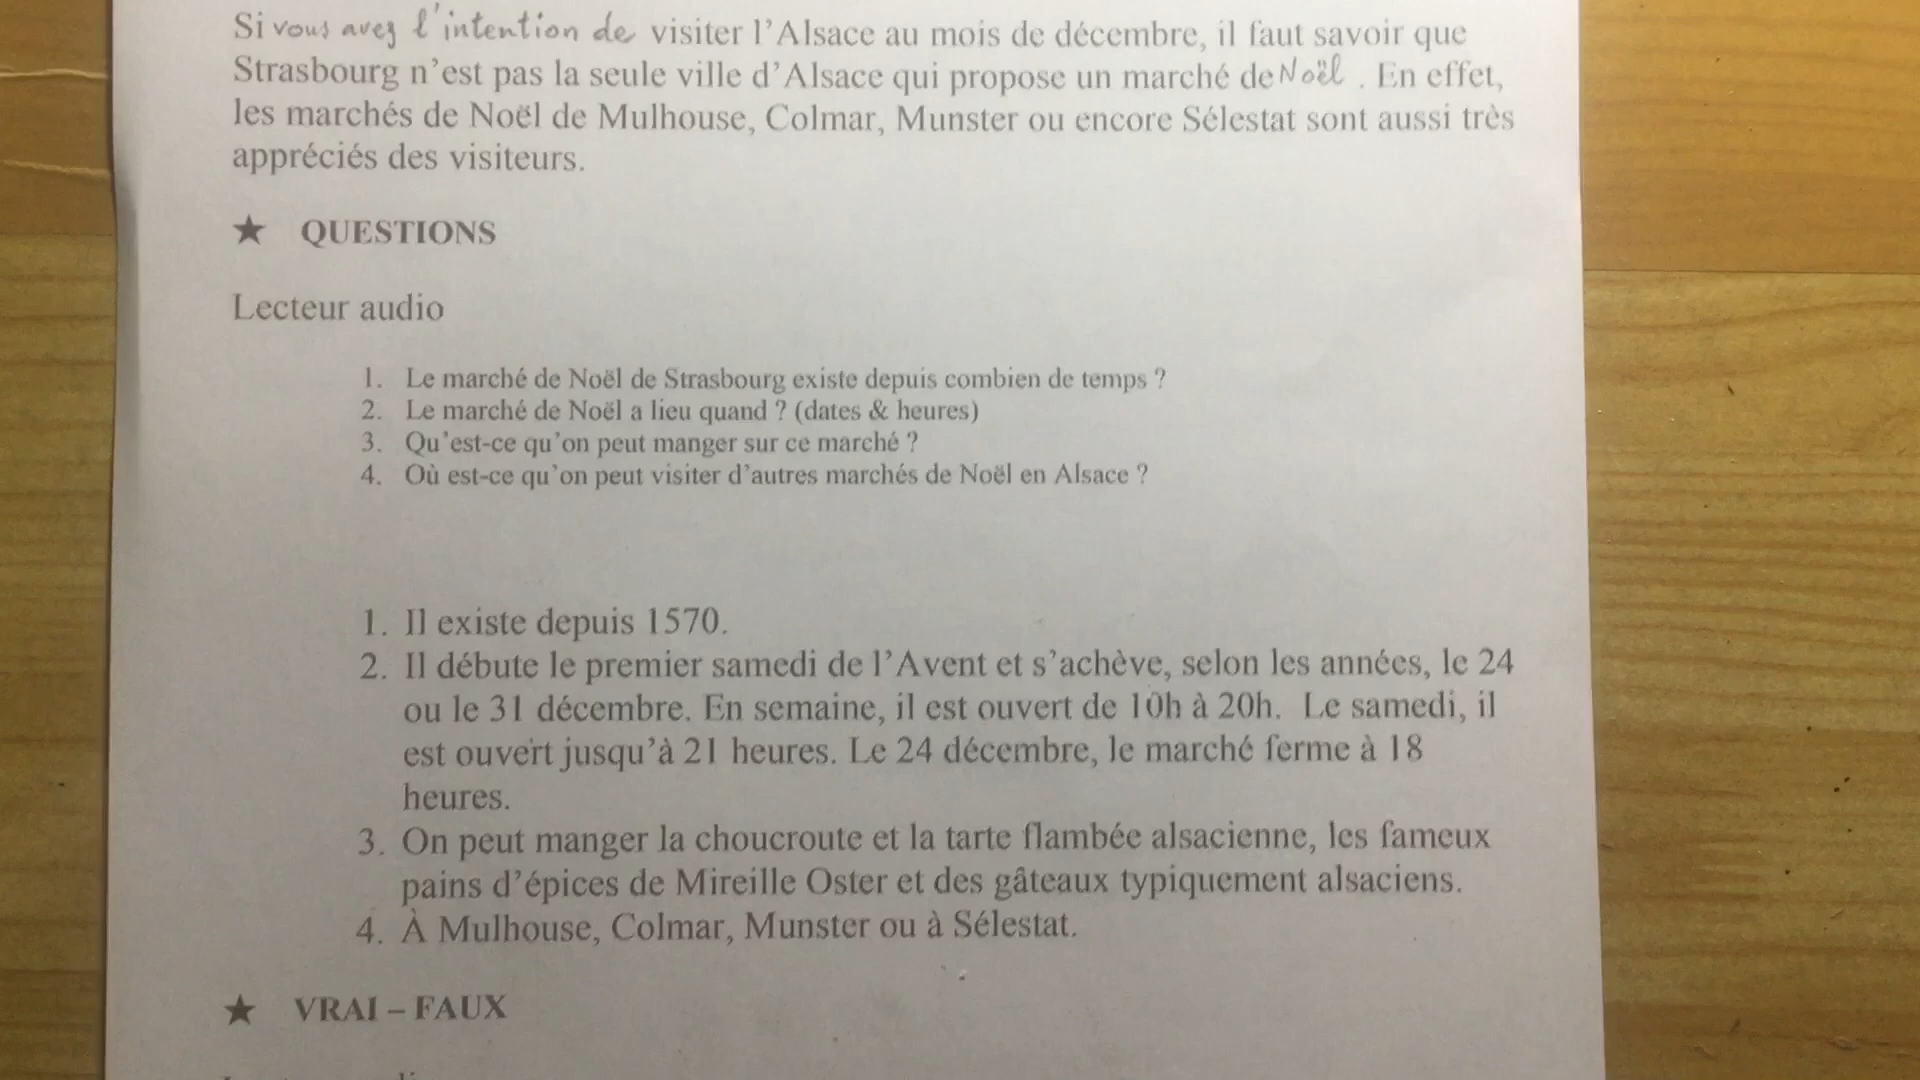 Si vous avez l'intention de visiter l'Alsace au mois de décembre, il faut savoir que
Strasbourg n'est pas la seule ville d'Alsace qui propose un marché de Noël. En effet,
les marchés de Noël de Mulhouse, Colmar, Munster ou encore Sélestat sont aussi très
appréciés des visiteurs.
★ QUESTIONS
Lecteur audio
1. Le marché de Noël de Strasbourg existe depuis combien de temps ?
2. Le marché de Noël a lieu quand ? (dates & heures)
3. Qu'est-ce qu'on peut manger sur ce marché ?
4. Où est-ce qu'on peut visiter d'autres marchés de Noël en Alsace ?
1. Il existe depuis 1570.
2. Il débute le premier samedi de l'Avent et s'achève, selon les années, le 24
ou le 31 décembre. En semaine, il est ouvert de 10h à 20h. Le samedi, il
est ouvert jusqu'à 21 heures. Le 24 décembre, le marché ferme à 18
heures.
3. On peut manger la choucroute et la tarte flambée alsacienne, les fameux
pains d'épices de Mireille Oster et des gâteaux typiquement alsaciens.
4. À Mulhouse, Colmar, Munster ou à Sélestat.
★ VRAI – FAUX